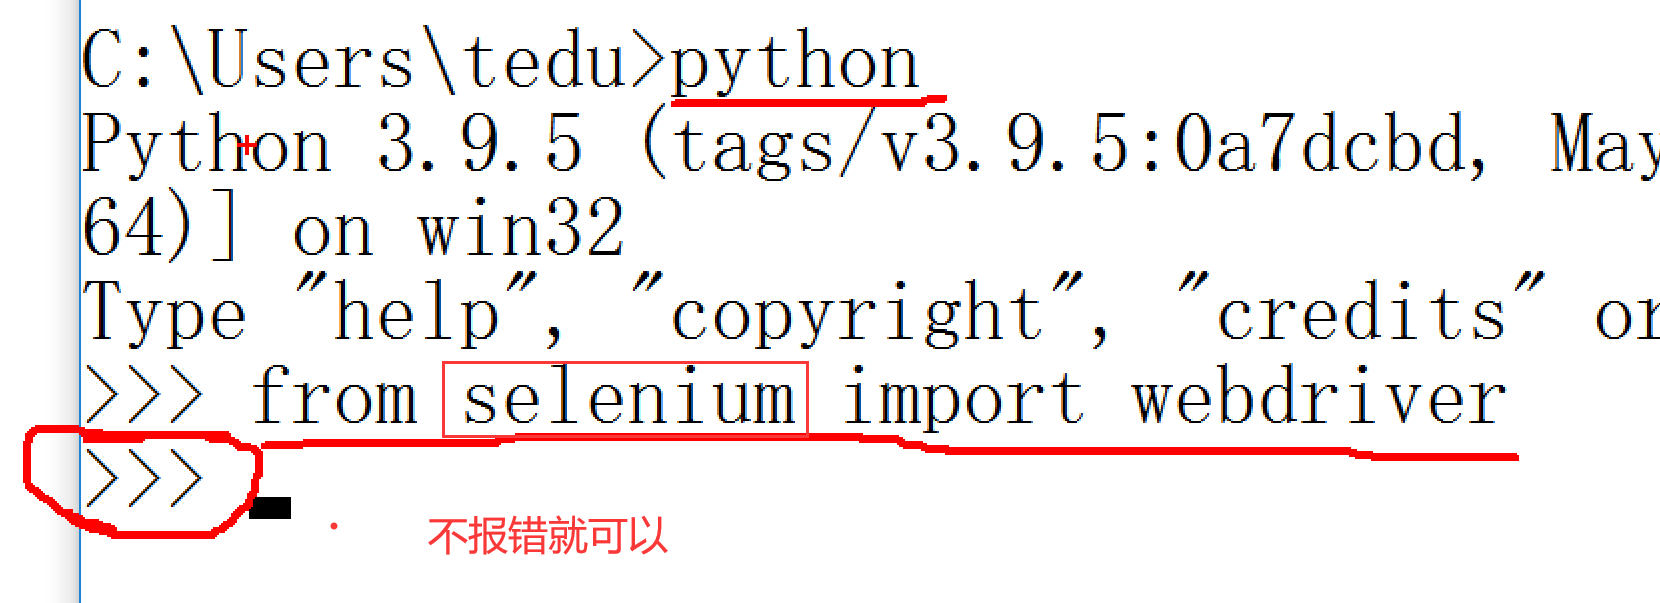 C:\Users\tedu>python
Python 3.9.5 (tags/v3.9.5:0a7dcbd, May
64)] on win32
Type "help", "copyright", "credits" or
>>> from selenium import webdriver
>>>
不报错就可以